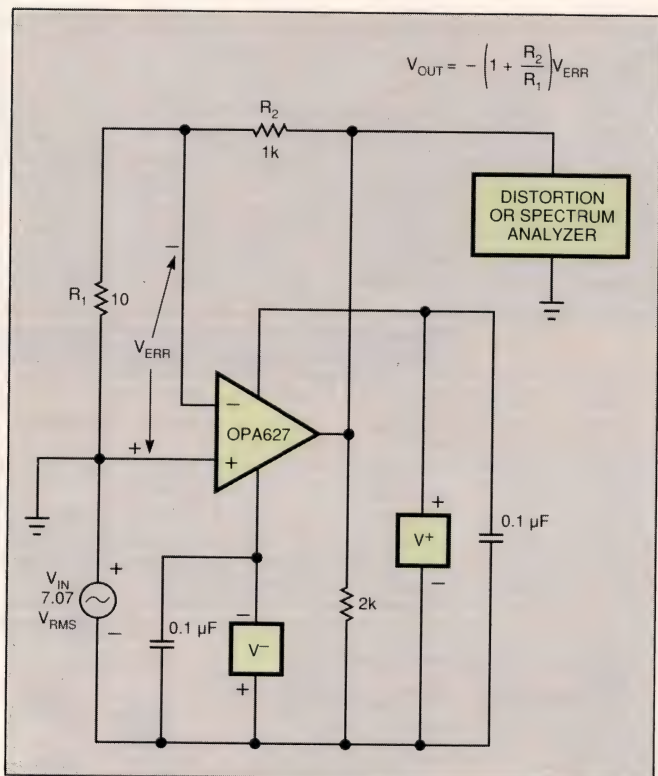 V_OUT = - (1 + R_2 / R_1) V_ERR
R_2
1k
DISTORTION
OR SPECTRUM
ANALYZER
−
R_1
10
V_ERR
+
−
OPA627
+
+
V_IN
7.07
V_RMS
−
0.1 µF
−
V−
+
2k
+
V+
−
0.1 µF